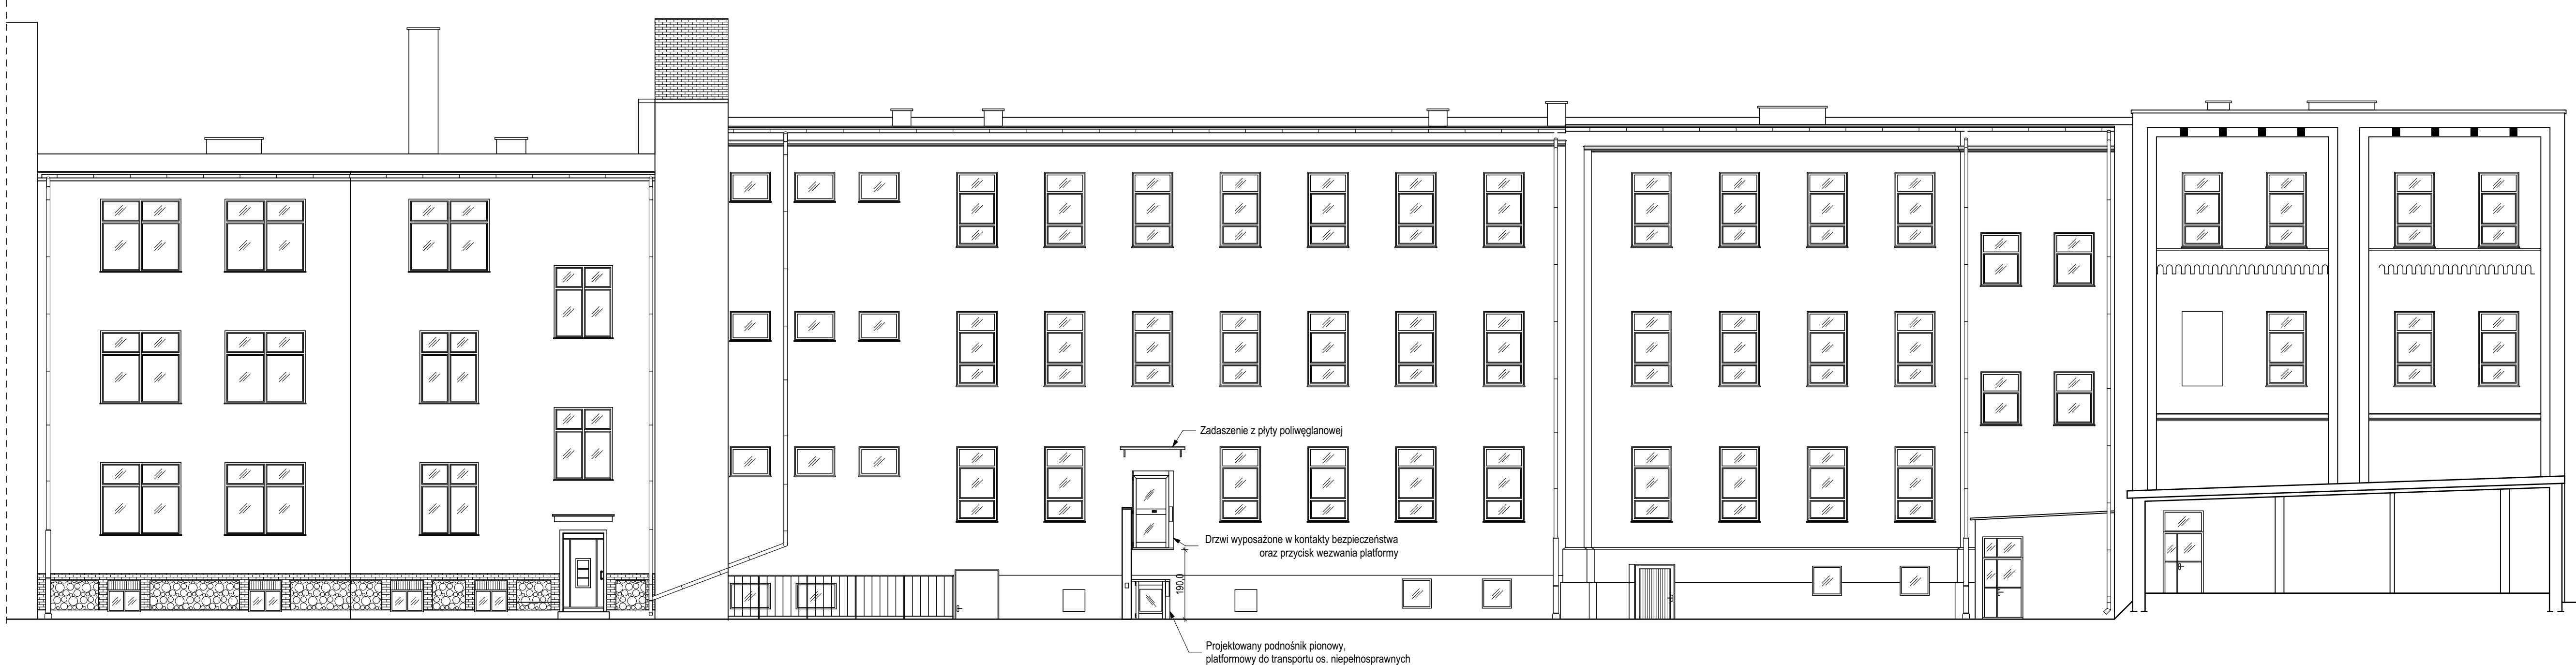 Zadaszenie z płyty poliwęglanowej
Drzwi wyposażone w kontakty bezpieczeństwa
oraz przycisk wezwania platformy
190,0
Projektowany podnośnik pionowy,
platformowy do transportu os. niepełnosprawnych